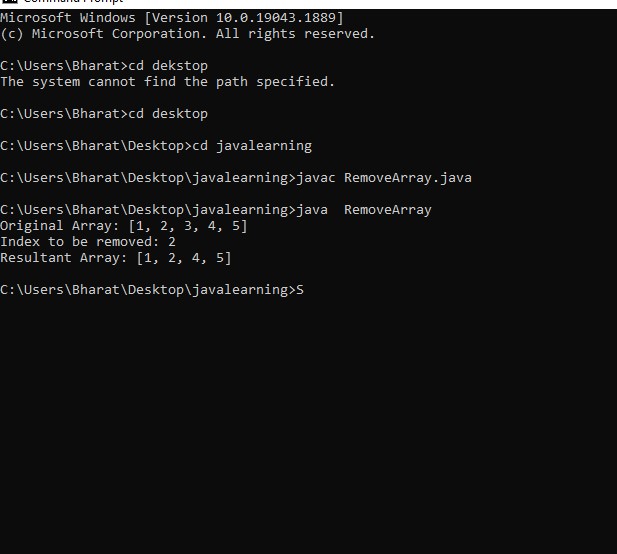 Command Prompt
Microsoft Windows [Version 10.0.19043.1889]
(c) Microsoft Corporation. All rights reserved.
C:\Users\Bharat>cd dekstop
The system cannot find the path specified.
C:\Users\Bharat>cd desktop
C:\Users\Bharat\Desktop>cd javalearning
C:\Users\Bharat\Desktop\javalearning>javac RemoveArray.java
C:\Users\Bharat\Desktop\javalearning>java  RemoveArray
Original Array: [1, 2, 3, 4, 5]
Index to be removed: 2
Resultant Array: [1, 2, 4, 5]
C:\Users\Bharat\Desktop\javalearning>S